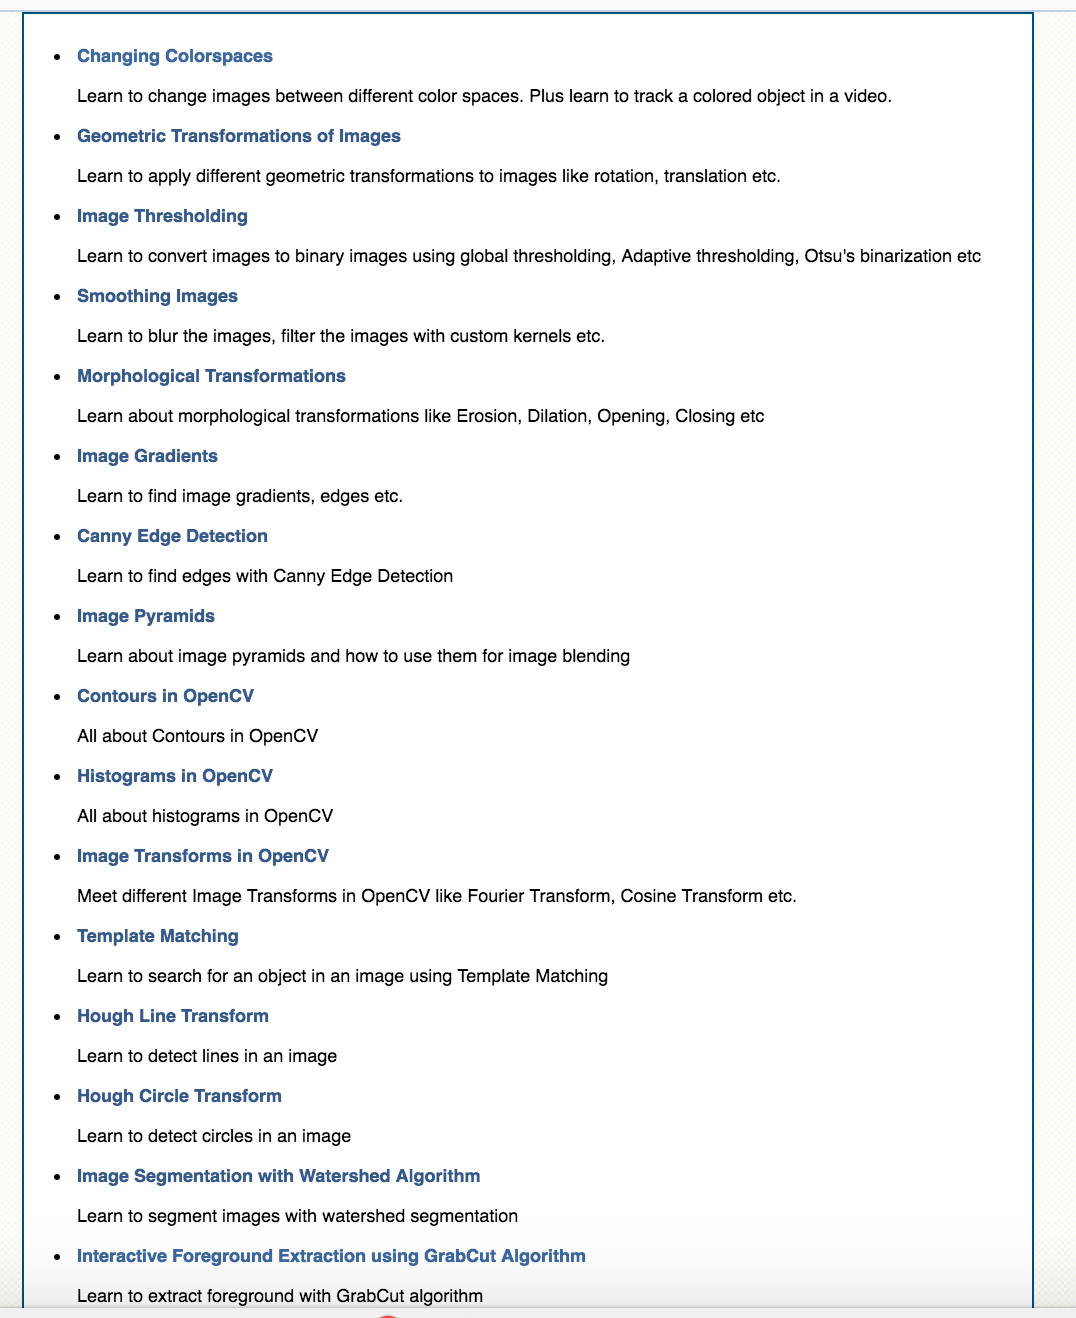 Changing Colorspaces
Learn to change images between different color spaces. Plus learn to track a colored object in a video.
Geometric Transformations of Images
Learn to apply different geometric transformations to images like rotation, translation etc.
Image Thresholding
Learn to convert images to binary images using global thresholding, Adaptive thresholding, Otsu's binarization etc
Smoothing Images
Learn to blur the images, filter the images with custom kernels etc.
Morphological Transformations
Learn about morphological transformations like Erosion, Dilation, Opening, Closing etc
Image Gradients
Learn to find image gradients, edges etc.
Canny Edge Detection
Learn to find edges with Canny Edge Detection
Image Pyramids
Learn about image pyramids and how to use them for image blending
Contours in OpenCV
All about Contours in OpenCV
Histograms in OpenCV
All about histograms in OpenCV
Image Transforms in OpenCV
Meet different Image Transforms in OpenCV like Fourier Transform, Cosine Transform etc.
Template Matching
Learn to search for an object in an image using Template Matching
Hough Line Transform
Learn to detect lines in an image
Hough Circle Transform
Learn to detect circles in an image
Image Segmentation with Watershed Algorithm
Learn to segment images with watershed segmentation
Interactive Foreground Extraction using GrabCut Algorithm
Learn to extract foreground with GrabCut algorithm